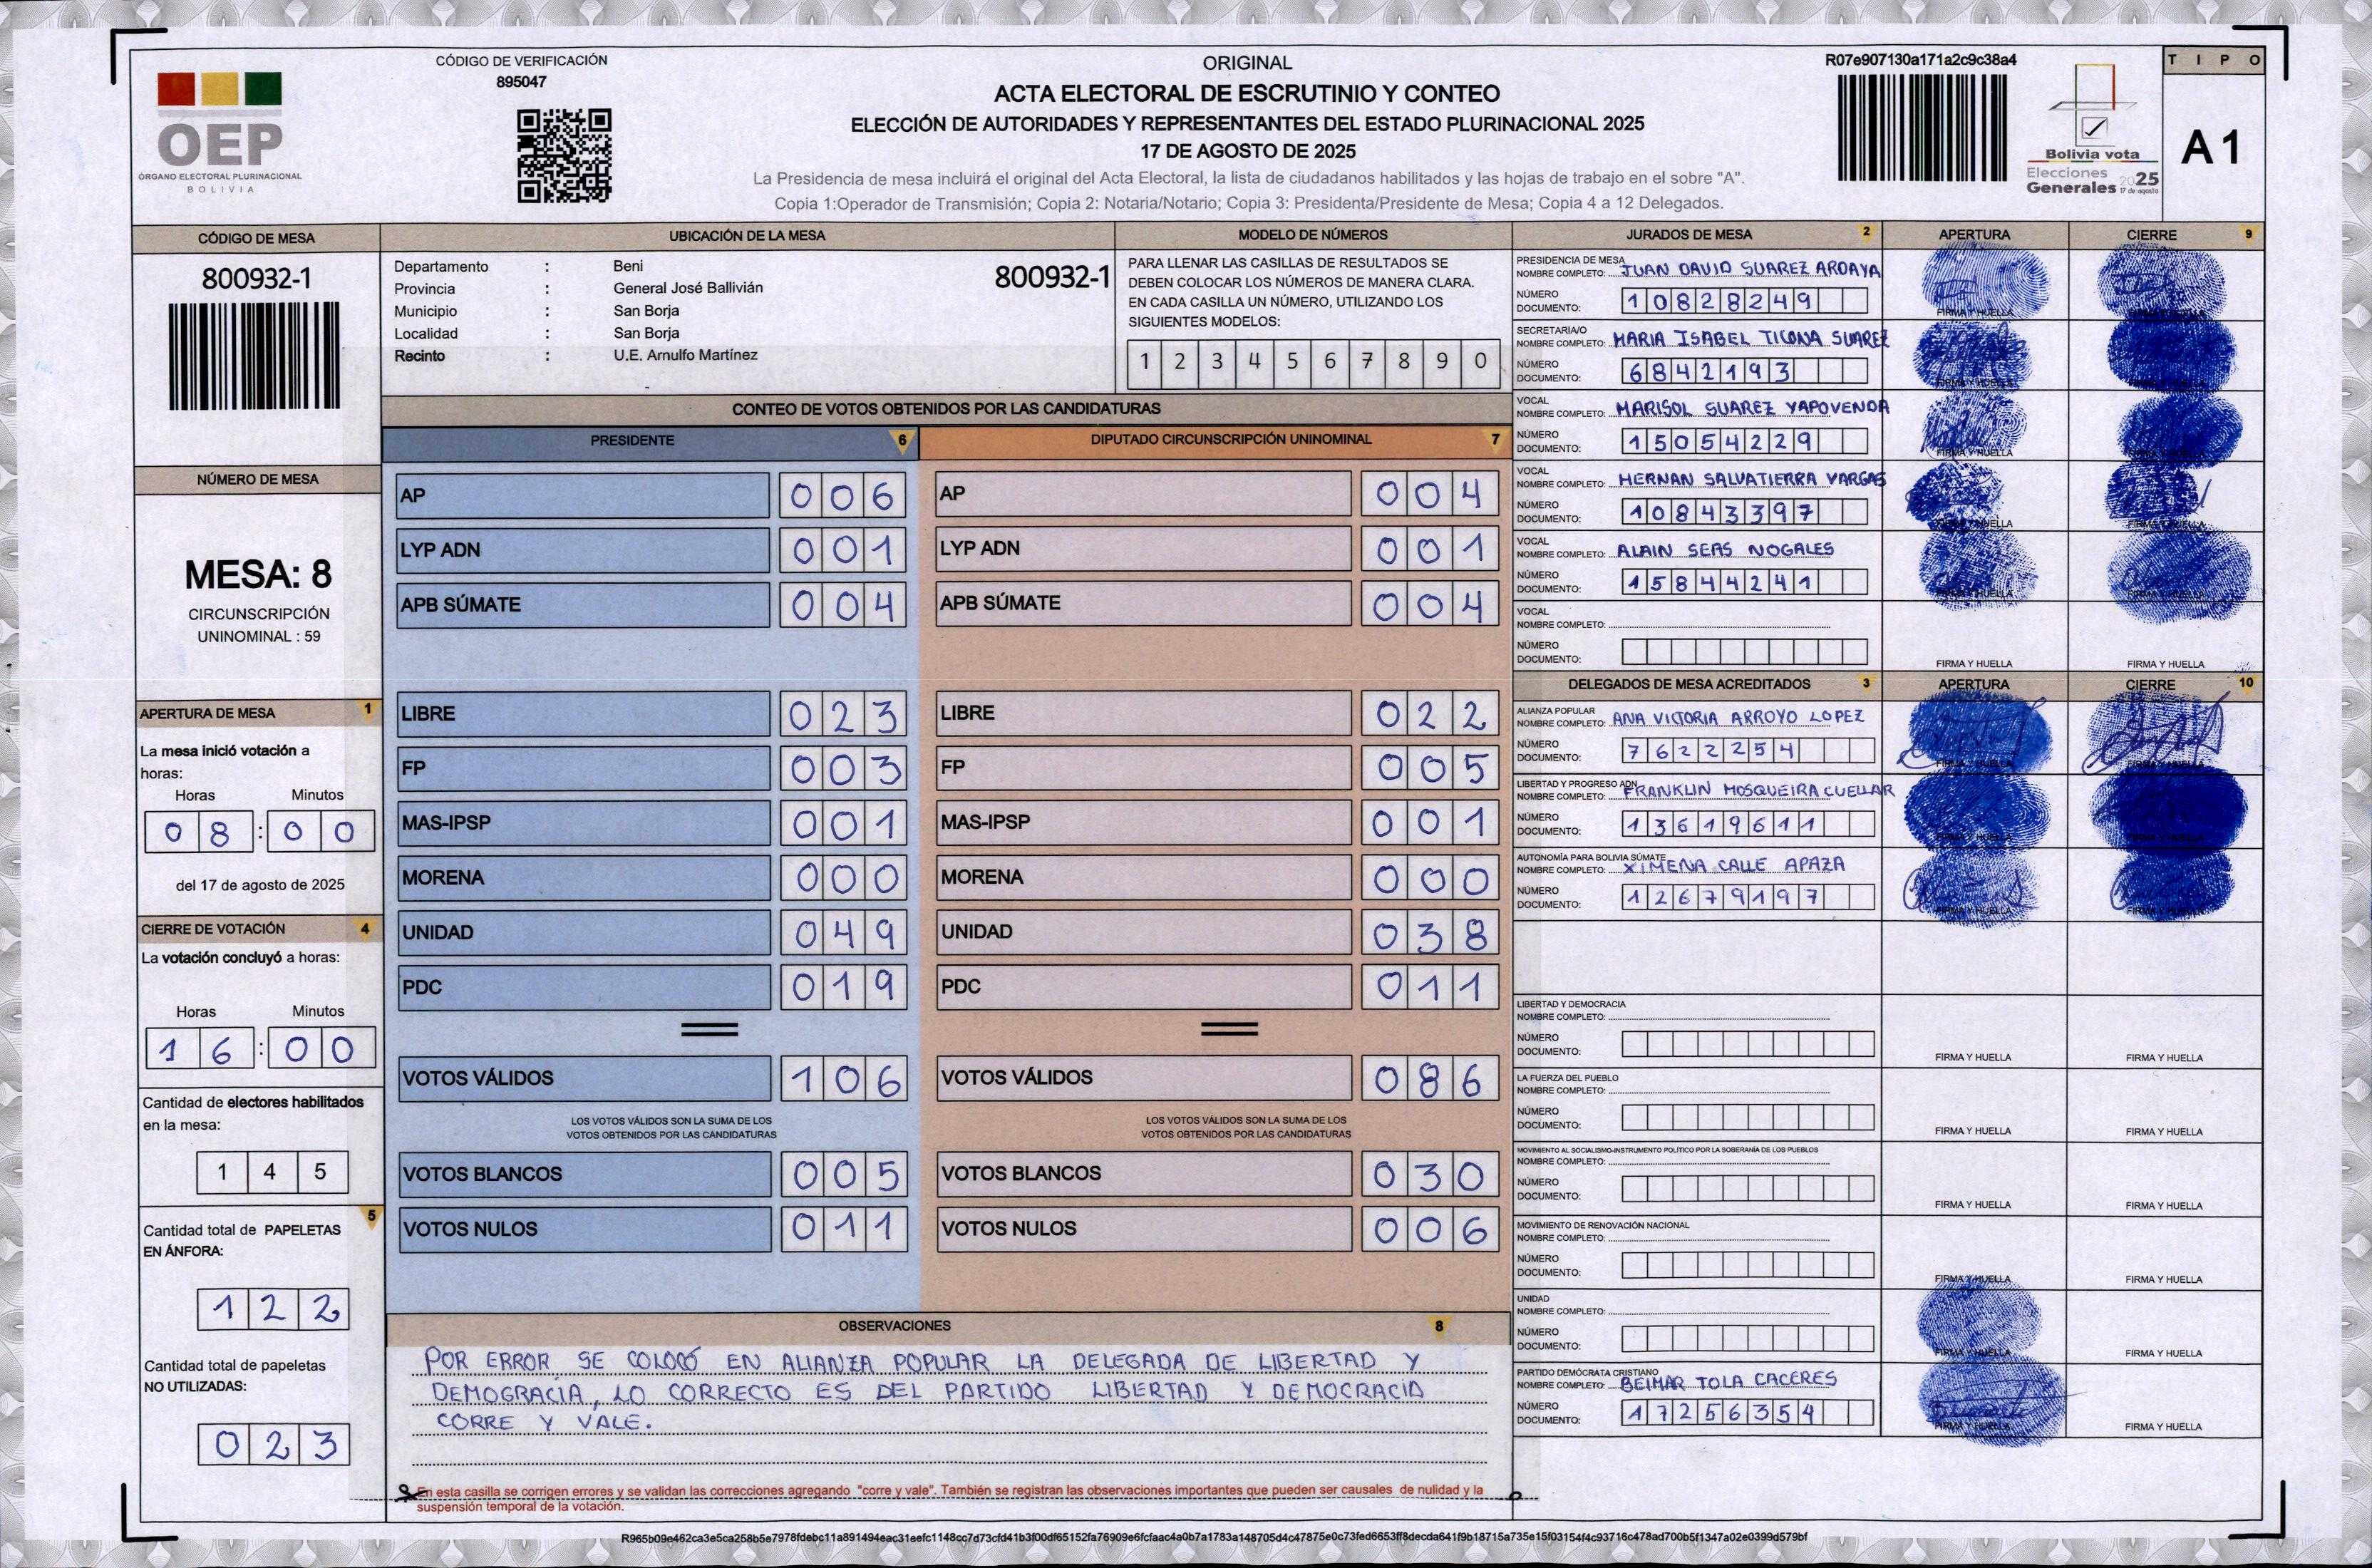 CÓDIGO DE VERIFICACIÓN
895047
OEP
ÓRGANO ELECTORAL PLURINACIONAL
BOLIVIA
ORIGINAL
ACTA ELECTORAL DE ESCRUTINIO Y CONTEO
ELECCIÓN DE AUTORIDADES Y REPRESENTANTES DEL ESTADO PLURINACIONAL 2025
17 DE AGOSTO DE 2025
La Presidencia de mesa incluirá el original del Acta Electoral, la lista de ciudadanos habilitados y las hojas de trabajo en el sobre "A".
Copia 1:Operador de Transmisión; Copia 2: Notaria/Notario; Copia 3: Presidenta/Presidente de Mesa; Copia 4 a 12 Delegados.
R07e907130a171a2c9c38a4
Bolivia vota
Elecciones
Generales 2025
17 de agosto
TIPO
A1
CÓDIGO DE MESA
800932-1
NÚMERO DE MESA
MESA: 8
CIRCUNSCRIPCIÓN
UNINOMINAL : 59
APERTURA DE MESA 1
La mesa inició votación a
horas:
Horas Minutos
08 : 00
del 17 de agosto de 2025
CIERRE DE VOTACIÓN 4
La votación concluyó a horas:
Horas Minutos
16 : 00
Cantidad de electores habilitados
en la mesa:
145
5
Cantidad total de PAPELETAS
EN ÁNFORA:
122
Cantidad total de papeletas
NO UTILIZADAS:
023
UBICACIÓN DE LA MESA
Departamento : Beni
800932-1
Provincia : General José Ballivián
Municipio : San Borja
Localidad : San Borja
Recinto : U.E. Arnulfo Martínez
MODELO DE NÚMEROS
PARA LLENAR LAS CASILLAS DE RESULTADOS SE
DEBEN COLOCAR LOS NÚMEROS DE MANERA CLARA.
EN CADA CASILLA UN NÚMERO, UTILIZANDO LOS
SIGUIENTES MODELOS:
1 2 3 4 5 6 7 8 9 0
CONTEO DE VOTOS OBTENIDOS POR LAS CANDIDATURAS
PRESIDENTE 6 DIPUTADO CIRCUNSCRIPCIÓN UNINOMINAL 7
AP 006 AP 004
LYP ADN 001 LYP ADN 001
APB SÚMATE 004 APB SÚMATE 004
LIBRE 023 LIBRE 022
FP 003 FP 005
MAS-IPSP 001 MAS-IPSP 001
MORENA 000 MORENA 000
UNIDAD 049 UNIDAD 038
PDC 019 PDC 011
VOTOS VÁLIDOS 106 VOTOS VÁLIDOS 086
LOS VOTOS VÁLIDOS SON LA SUMA DE LOS LOS VOTOS VÁLIDOS SON LA SUMA DE LOS
VOTOS OBTENIDOS POR LAS CANDIDATURAS VOTOS OBTENIDOS POR LAS CANDIDATURAS
VOTOS BLANCOS 005 VOTOS BLANCOS 030
VOTOS NULOS 011 VOTOS NULOS 006
OBSERVACIONES 8
POR ERROR SE COLOCÓ EN ALIANZA POPULAR LA DELEGADA DE LIBERTAD Y
DEMOGRACIA, LO CORRECTO ES DEL PARTIDO LIBERTAD Y DEMOCRACIA
CORRE Y VALE.
En esta casilla se corrigen errores y se validan las correcciones agregando "corre y vale". También se registran las observaciones importantes que pueden ser causales de nulidad y la
suspensión temporal de la votación.
JURADOS DE MESA 2 APERTURA CIERRE 9
PRESIDENCIA DE MESA
NOMBRE COMPLETO: JUAN DAVID SUAREZ ARDAYA
NÚMERO
DOCUMENTO: 10828249
FIRMA Y HUELLA FIRMA Y HUELLA
SECRETARIA/O
NOMBRE COMPLETO: MARIA ISABEL TICONA SUAREZ
NÚMERO
DOCUMENTO: 6842193
FIRMA Y HUELLA FIRMA Y HUELLA
VOCAL
NOMBRE COMPLETO: MARISOL SUAREZ YAPOVENDA
NÚMERO
DOCUMENTO: 15054229
FIRMA Y HUELLA FIRMA Y HUELLA
VOCAL
NOMBRE COMPLETO: HERNAN SALVATIERRA VARGAS
NÚMERO
DOCUMENTO: 10843397
FIRMA Y HUELLA FIRMA Y HUELLA
VOCAL
NOMBRE COMPLETO: ALAIN SEAS NOGALES
NÚMERO
DOCUMENTO: 15844241
FIRMA Y HUELLA FIRMA Y HUELLA
VOCAL
NOMBRE COMPLETO:
NÚMERO
DOCUMENTO:
FIRMA Y HUELLA FIRMA Y HUELLA
DELEGADOS DE MESA ACREDITADOS 3 APERTURA CIERRE 10
ALIANZA POPULAR
NOMBRE COMPLETO: ANA VICTORIA ARROYO LOPEZ
NÚMERO
DOCUMENTO: 7622254
FIRMA Y HUELLA FIRMA Y HUELLA
LIBERTAD Y PROGRESO ADN
NOMBRE COMPLETO: FRANKLIN MOSQUEIRA CUELLAR
NÚMERO
DOCUMENTO: 13619611
FIRMA Y HUELLA
AUTONOMÍA PARA BOLIVIA SÚMATE
NOMBRE COMPLETO: XIMENA CALLE APAZA
NÚMERO
DOCUMENTO: 12679197
FIRMA Y HUELLA FIRMA Y HUELLA
LIBERTAD Y DEMOCRACIA
NOMBRE COMPLETO:
NÚMERO
DOCUMENTO:
FIRMA Y HUELLA FIRMA Y HUELLA
LA FUERZA DEL PUEBLO
NOMBRE COMPLETO:
NÚMERO
DOCUMENTO:
FIRMA Y HUELLA FIRMA Y HUELLA
MOVIMIENTO AL SOCIALISMO-INSTRUMENTO POLÍTICO POR LA SOBERANÍA DE LOS PUEBLOS
NOMBRE COMPLETO:
NÚMERO
DOCUMENTO:
FIRMA Y HUELLA FIRMA Y HUELLA
MOVIMIENTO DE RENOVACIÓN NACIONAL
NOMBRE COMPLETO:
NÚMERO
DOCUMENTO:
FIRMA Y HUELLA FIRMA Y HUELLA
UNIDAD
NOMBRE COMPLETO:
NÚMERO
DOCUMENTO:
FIRMA Y HUELLA FIRMA Y HUELLA
PARTIDO DEMÓCRATA CRISTIANO
NOMBRE COMPLETO: BEIMAR TOLA CACERES
NÚMERO
DOCUMENTO: 17256354
FIRMA Y HUELLA FIRMA Y HUELLA